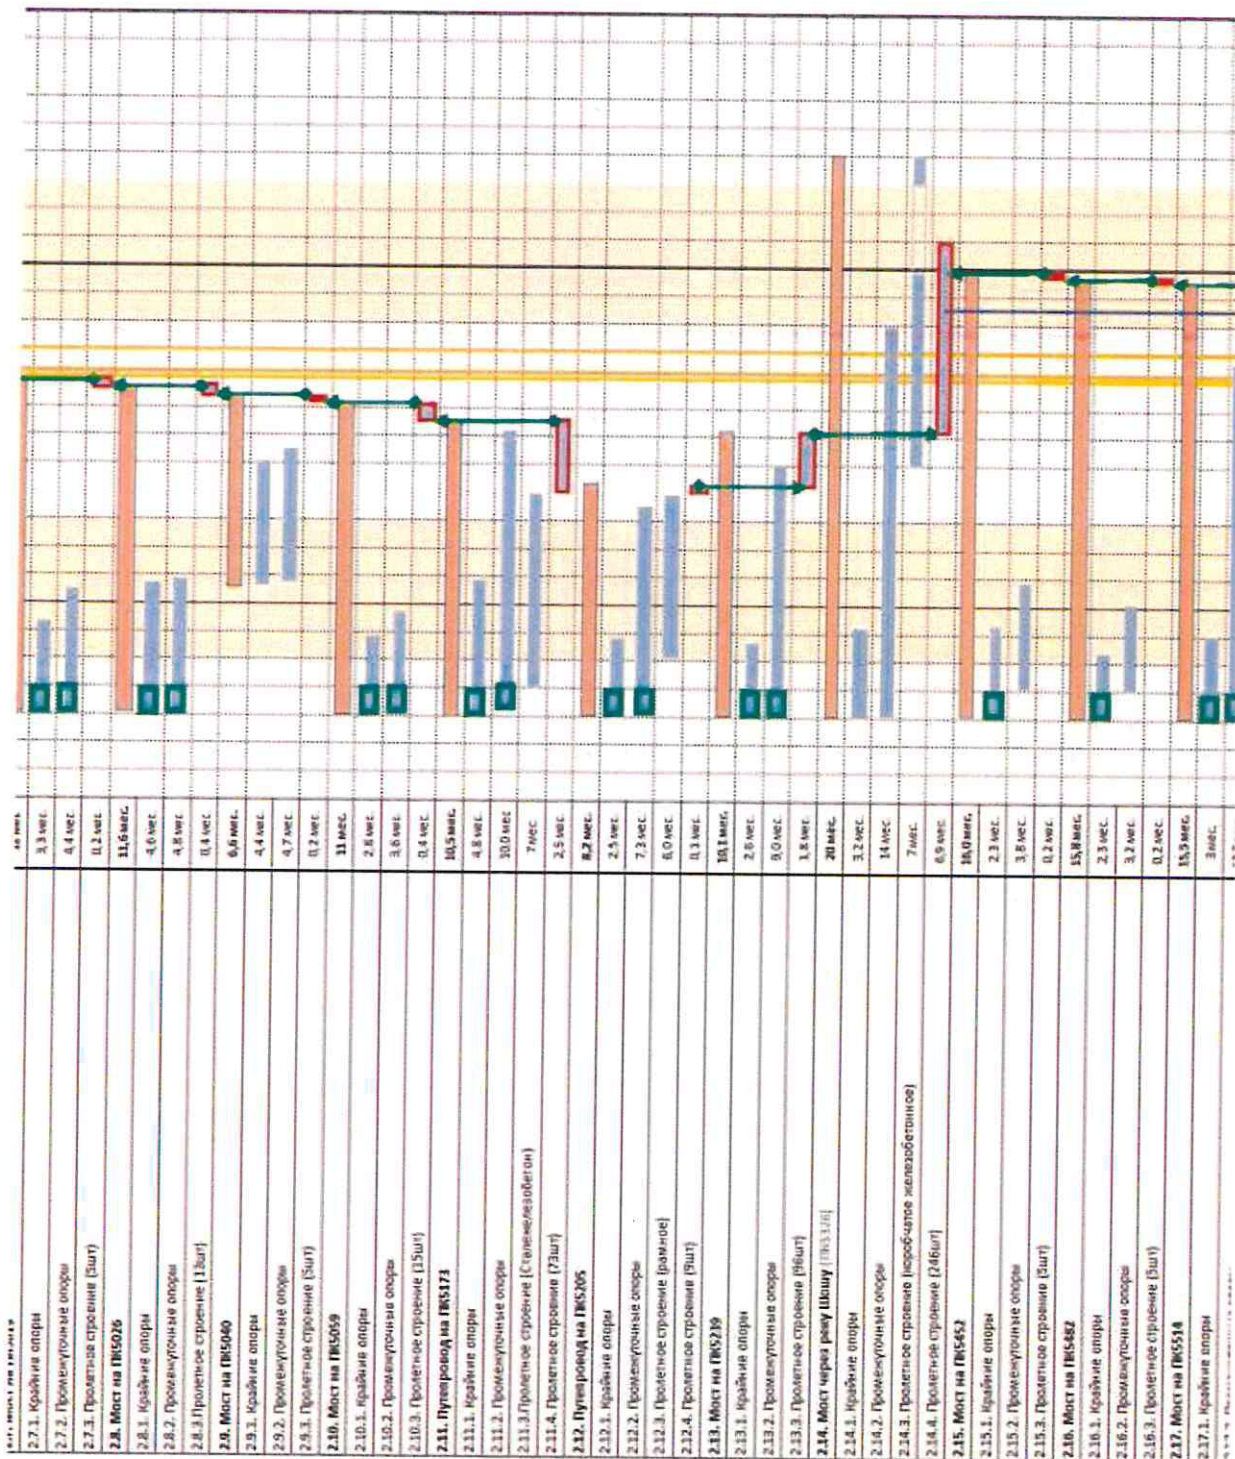 2.7.1. Крайние опоры 3,3 мес.
2.7.2. Промежуточные опоры 4,4 мес.
2.7.3. Пролетное строение (5шт) 0,2 мес.
2.8. Мост на ПК5026 11,6 мес.
2.8.1. Крайние опоры 4,6 мес.
2.8.2. Промежуточные опоры 4,8 мес.
2.8.3.Пролетное строение (13шт) 0,4 мес.
2.9. Мост на ПК5040 6,6 мес.
2.9.1. Крайние опоры 4,4 мес.
2.9.2. Промежуточные опоры 4,7 мес.
2.9.3. Пролетное строение (5шт) 0,2 мес.
2.10. Мост на ПК5059 11 мес.
2.10.1. Крайние опоры 2,8 мес.
2.10.2. Промежуточные опоры 3,6 мес.
2.10.3. Пролетное строение (15шт) 0,4 мес.
2.11. Путепровод на ПК5173 10,5 мес.
2.11.1. Крайние опоры 4,8 мес.
2.11.2. Промежуточные опоры 10,0 мес
2.11.3.Пролетное строение (Сталежелезобетон) 7 мес.
2.11.4. Пролетное строение (73шт) 2,5 мес.
2.12. Путепровод на ПК5205 8,2 мес.
2.12.1. Крайние опоры 2,5 мес.
2.12.2. Промежуточные опоры 7,3 мес.
2.12.3. Пролетное строение (рамное) 6,0 мес.
2.12.4. Пролетное строение (9шт) 0,3 мес.
2.13. Мост на ПК5239 10,1 мес.
2.13.1. Крайние опоры 2,6 мес.
2.13.2. Промежуточные опоры 9,0 мес.
2.13.3. Пролетное строение (96шт) 1,8 мес.
2.14. Мост через реку Шошу (ПК5326) 20 мес.
2.14.1. Крайние опоры 3,2 мес.
2.14.2. Промежуточные опоры 14 мес.
2.14.3. Пролетное строение (коробчатое железобетонное) 7 мес.
2.14.4. Пролетное строение (246шт) 6,9 мес.
2.15. Мост на ПК5452 16,0 мес.
2.15.1. Крайние опоры 2,3 мес.
2.15.2. Промежуточные опоры 3,8 мес.
2.15.3. Пролетное строение (5шт) 0,2 мес.
2.16. Мост на ПК5482 15,8 мес.
2.16.1. Крайние опоры 2,3 мес.
2.16.2. Промежуточные опоры 3,2 мес.
2.16.3. Пролетное строение (5шт) 0,2 мес.
2.17. Мост на ПК5514 15,5 мес.
2.17.1. Крайние опоры 3 мес.